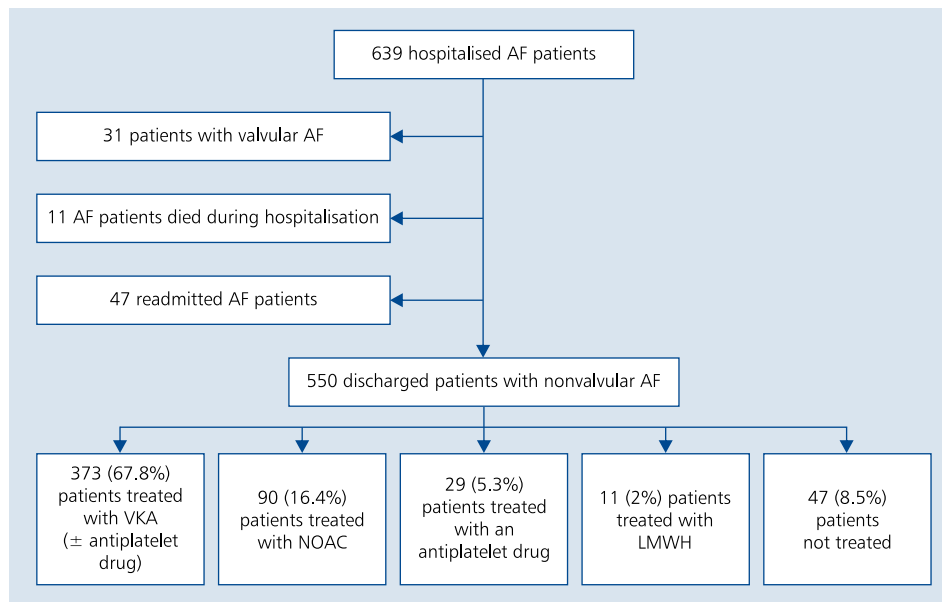 639 hospitalised AF patients
31 patients with valvular AF
11 AF patients died during hospitalisation
47 readmitted AF patients
550 discharged patients with nonvalvular AF
373 (67.8%)
patients treated
with VKA
(± antiplatelet
drug)
90 (16.4%)
patients treated
with NOAC
29 (5.3%)
patients treated
with an
antiplatelet drug
11 (2%) patients
treated with
LMWH
47 (8.5%)
patients
not treated